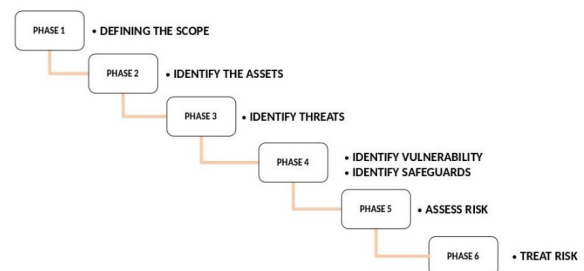 PHASE 1
• DEFINING THE SCOPE
PHASE 2
• IDENTIFY THE ASSETS
PHASE 3
• IDENTIFY THREATS
PHASE 4
• IDENTIFY VULNERABILITY
• IDENTIFY SAFEGUARDS
PHASE 5
• ASSESS RISK
PHASE 6
• TREAT RISK